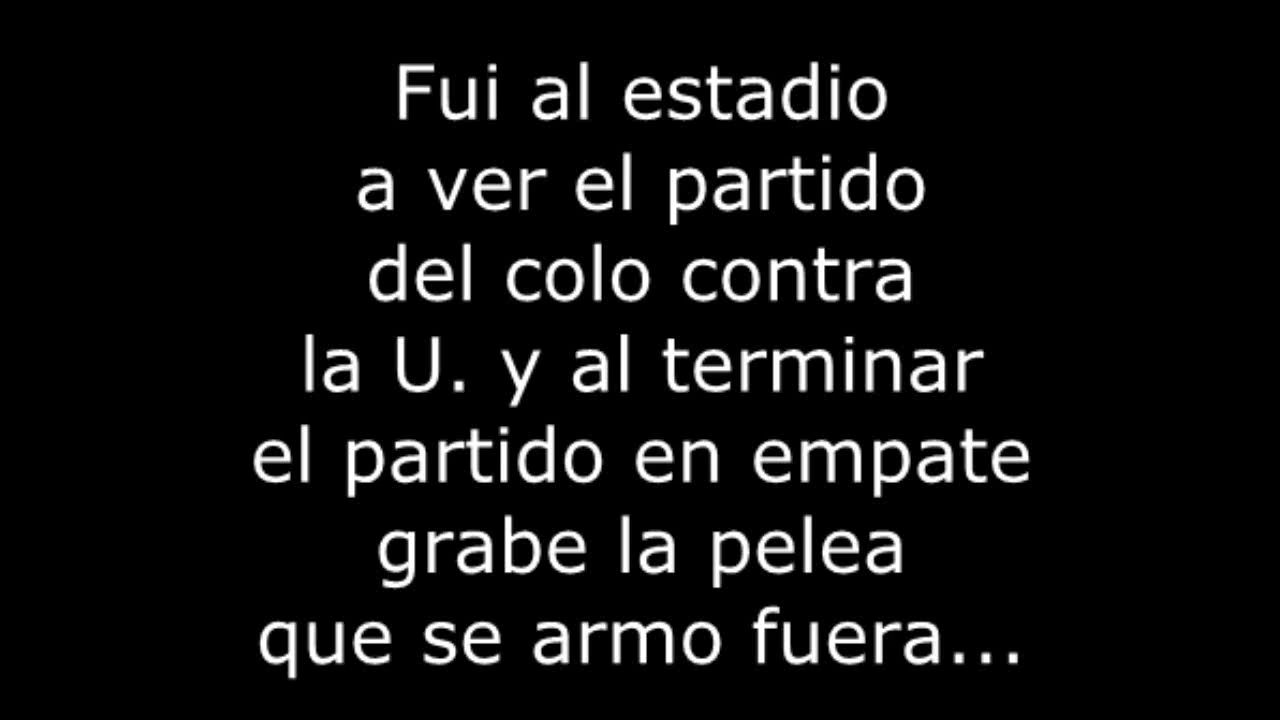 Fui al estadio
a ver el partido
del colo contra
la U. y al terminar
el partido en empate
grabe la pelea
que se armo fuera...